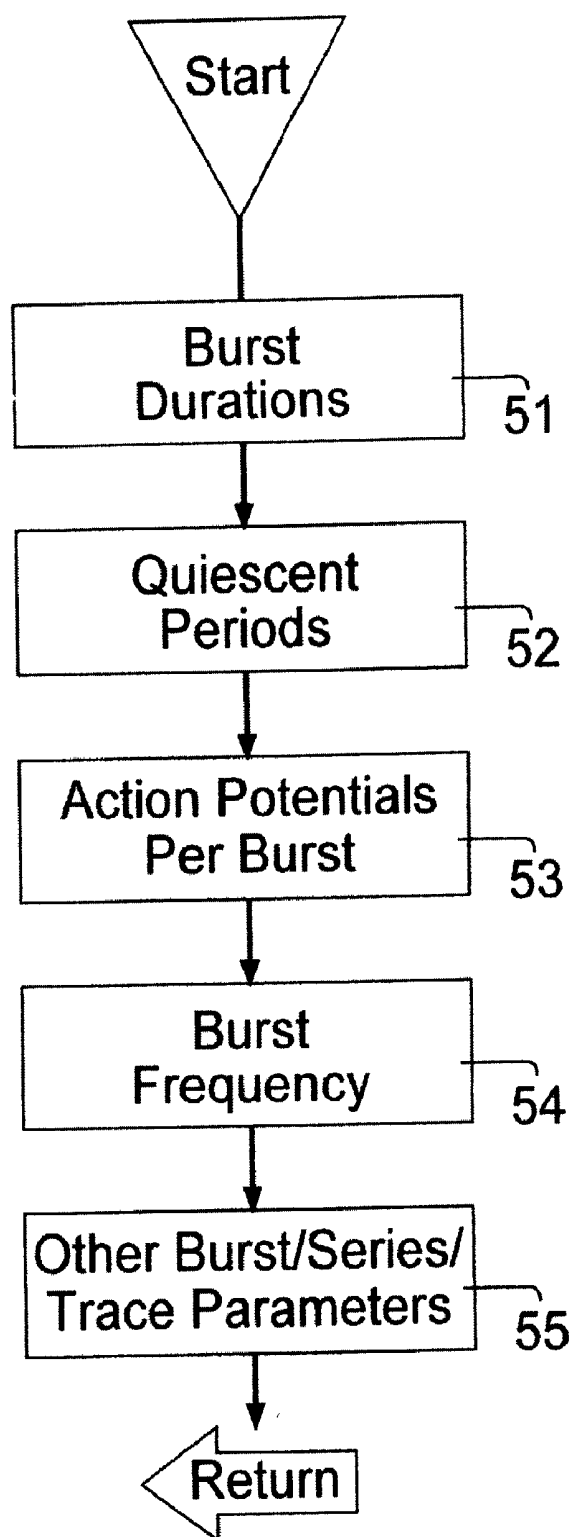 Start
Burst
Durations
51
Quiescent
Periods
52
Action Potentials
Per Burst
53
Burst
Frequency
54
Other Burst/Series/
Trace Parameters
55
Return